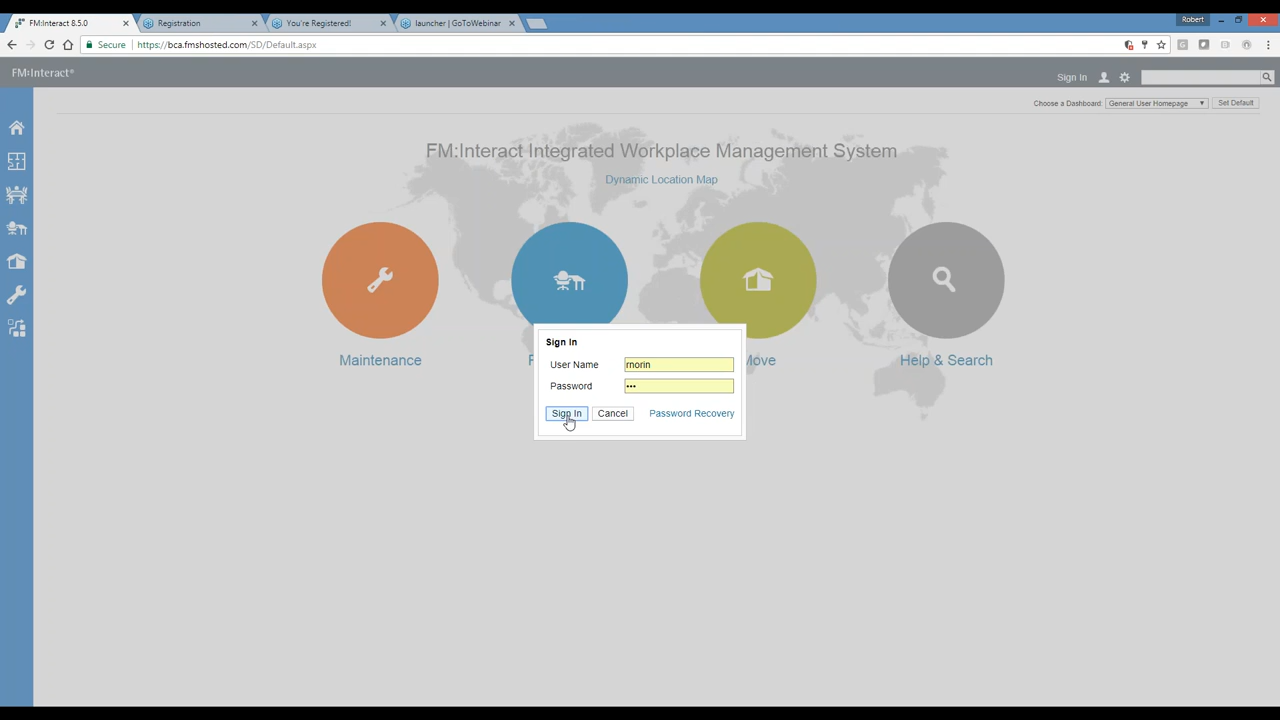 FM:Interact 8.5.0
Registration
You're Registered!
launcher | GoToWebinar
Robert
Secure
https://bca.fmshosted.com/SD/Default.aspx
FM:Interact®
Sign In
Choose a Dashboard:
General User Homepage
Set Default
FM:Interact Integrated Workplace Management System
Dynamic Location Map
Maintenance
Move
Help & Search
Sign In
User Name
rnorin
Password
•••
Sign In
Cancel
Password Recovery